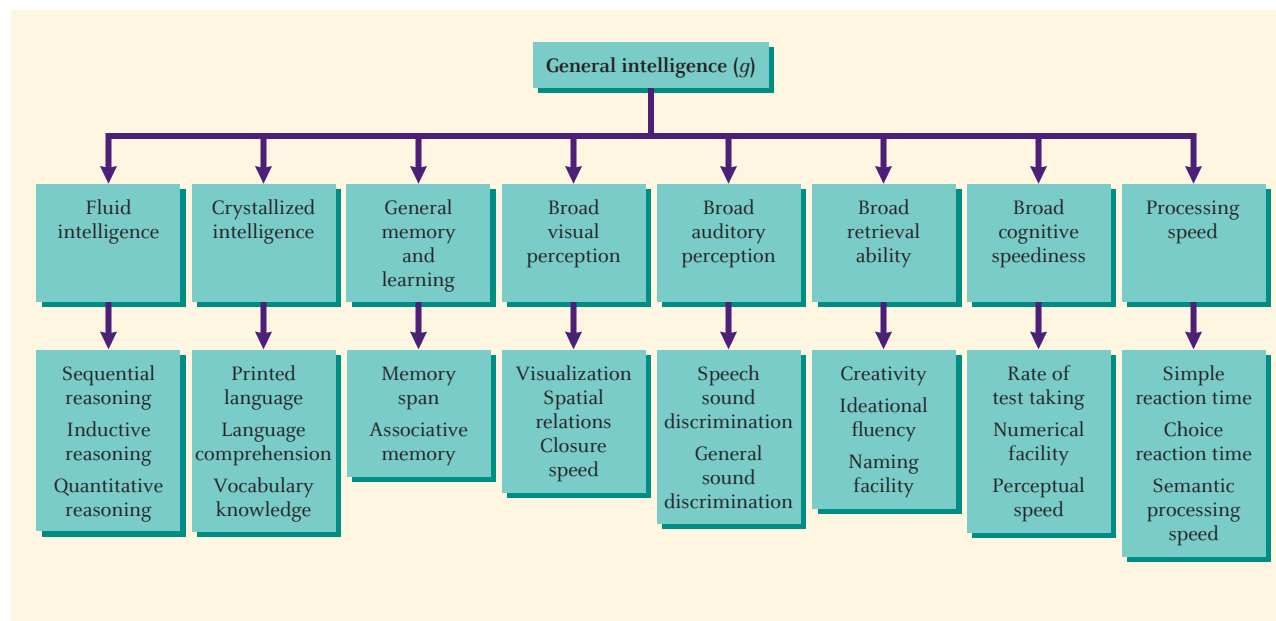 General intelligence (g)
Fluid
intelligence
Crystallized
intelligence
General
memory
and
learning
Broad
visual
perception
Broad
auditory
perception
Broad
retrieval
ability
Broad
cognitive
speediness
Processing
speed
Sequential
reasoning
Inductive
reasoning
Quantitative
reasoning
Printed
language
Language
comprehension
Vocabulary
knowledge
Memory
span
Associative
memory
Visualization
Spatial
relations
Closure
speed
Speech
sound
discrimination
General
sound
discrimination
Creativity
Ideational
fluency
Naming
facility
Rate of
test taking
Numerical
facility
Perceptual
speed
Simple
reaction time
Choice
reaction time
Semantic
processing
speed